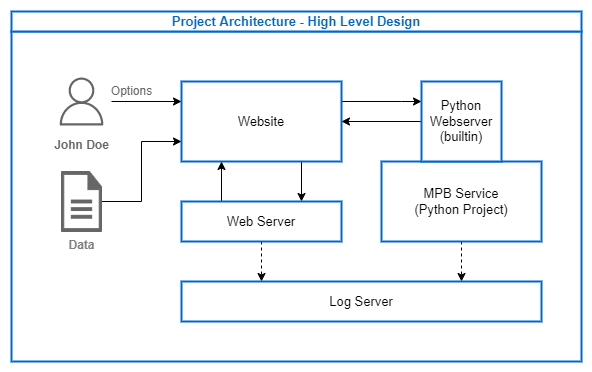 Project Architecture - High Level Design
Options
John Doe
Data
Website
Python
Webserver
(builtin)
MPB Service
(Python Project)
Web Server
Log Server